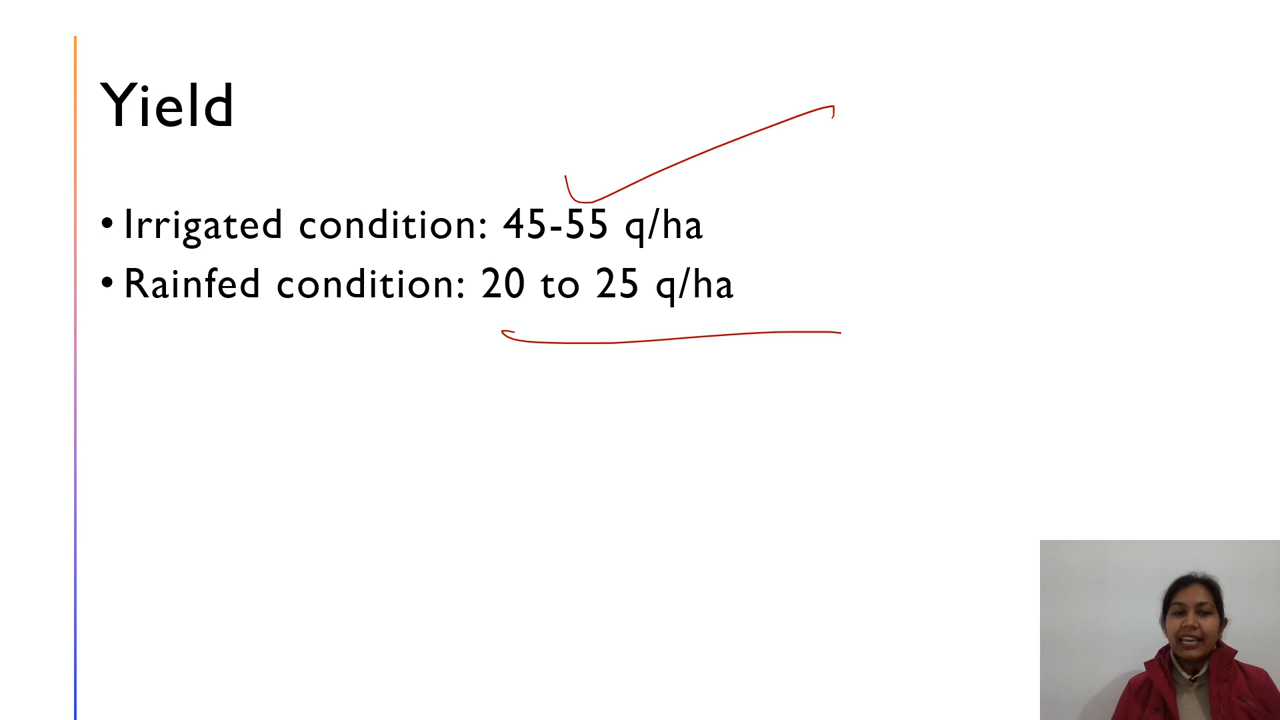 Yield
• Irrigated condition: 45-55 q/ha
• Rainfed condition: 20 to 25 q/ha